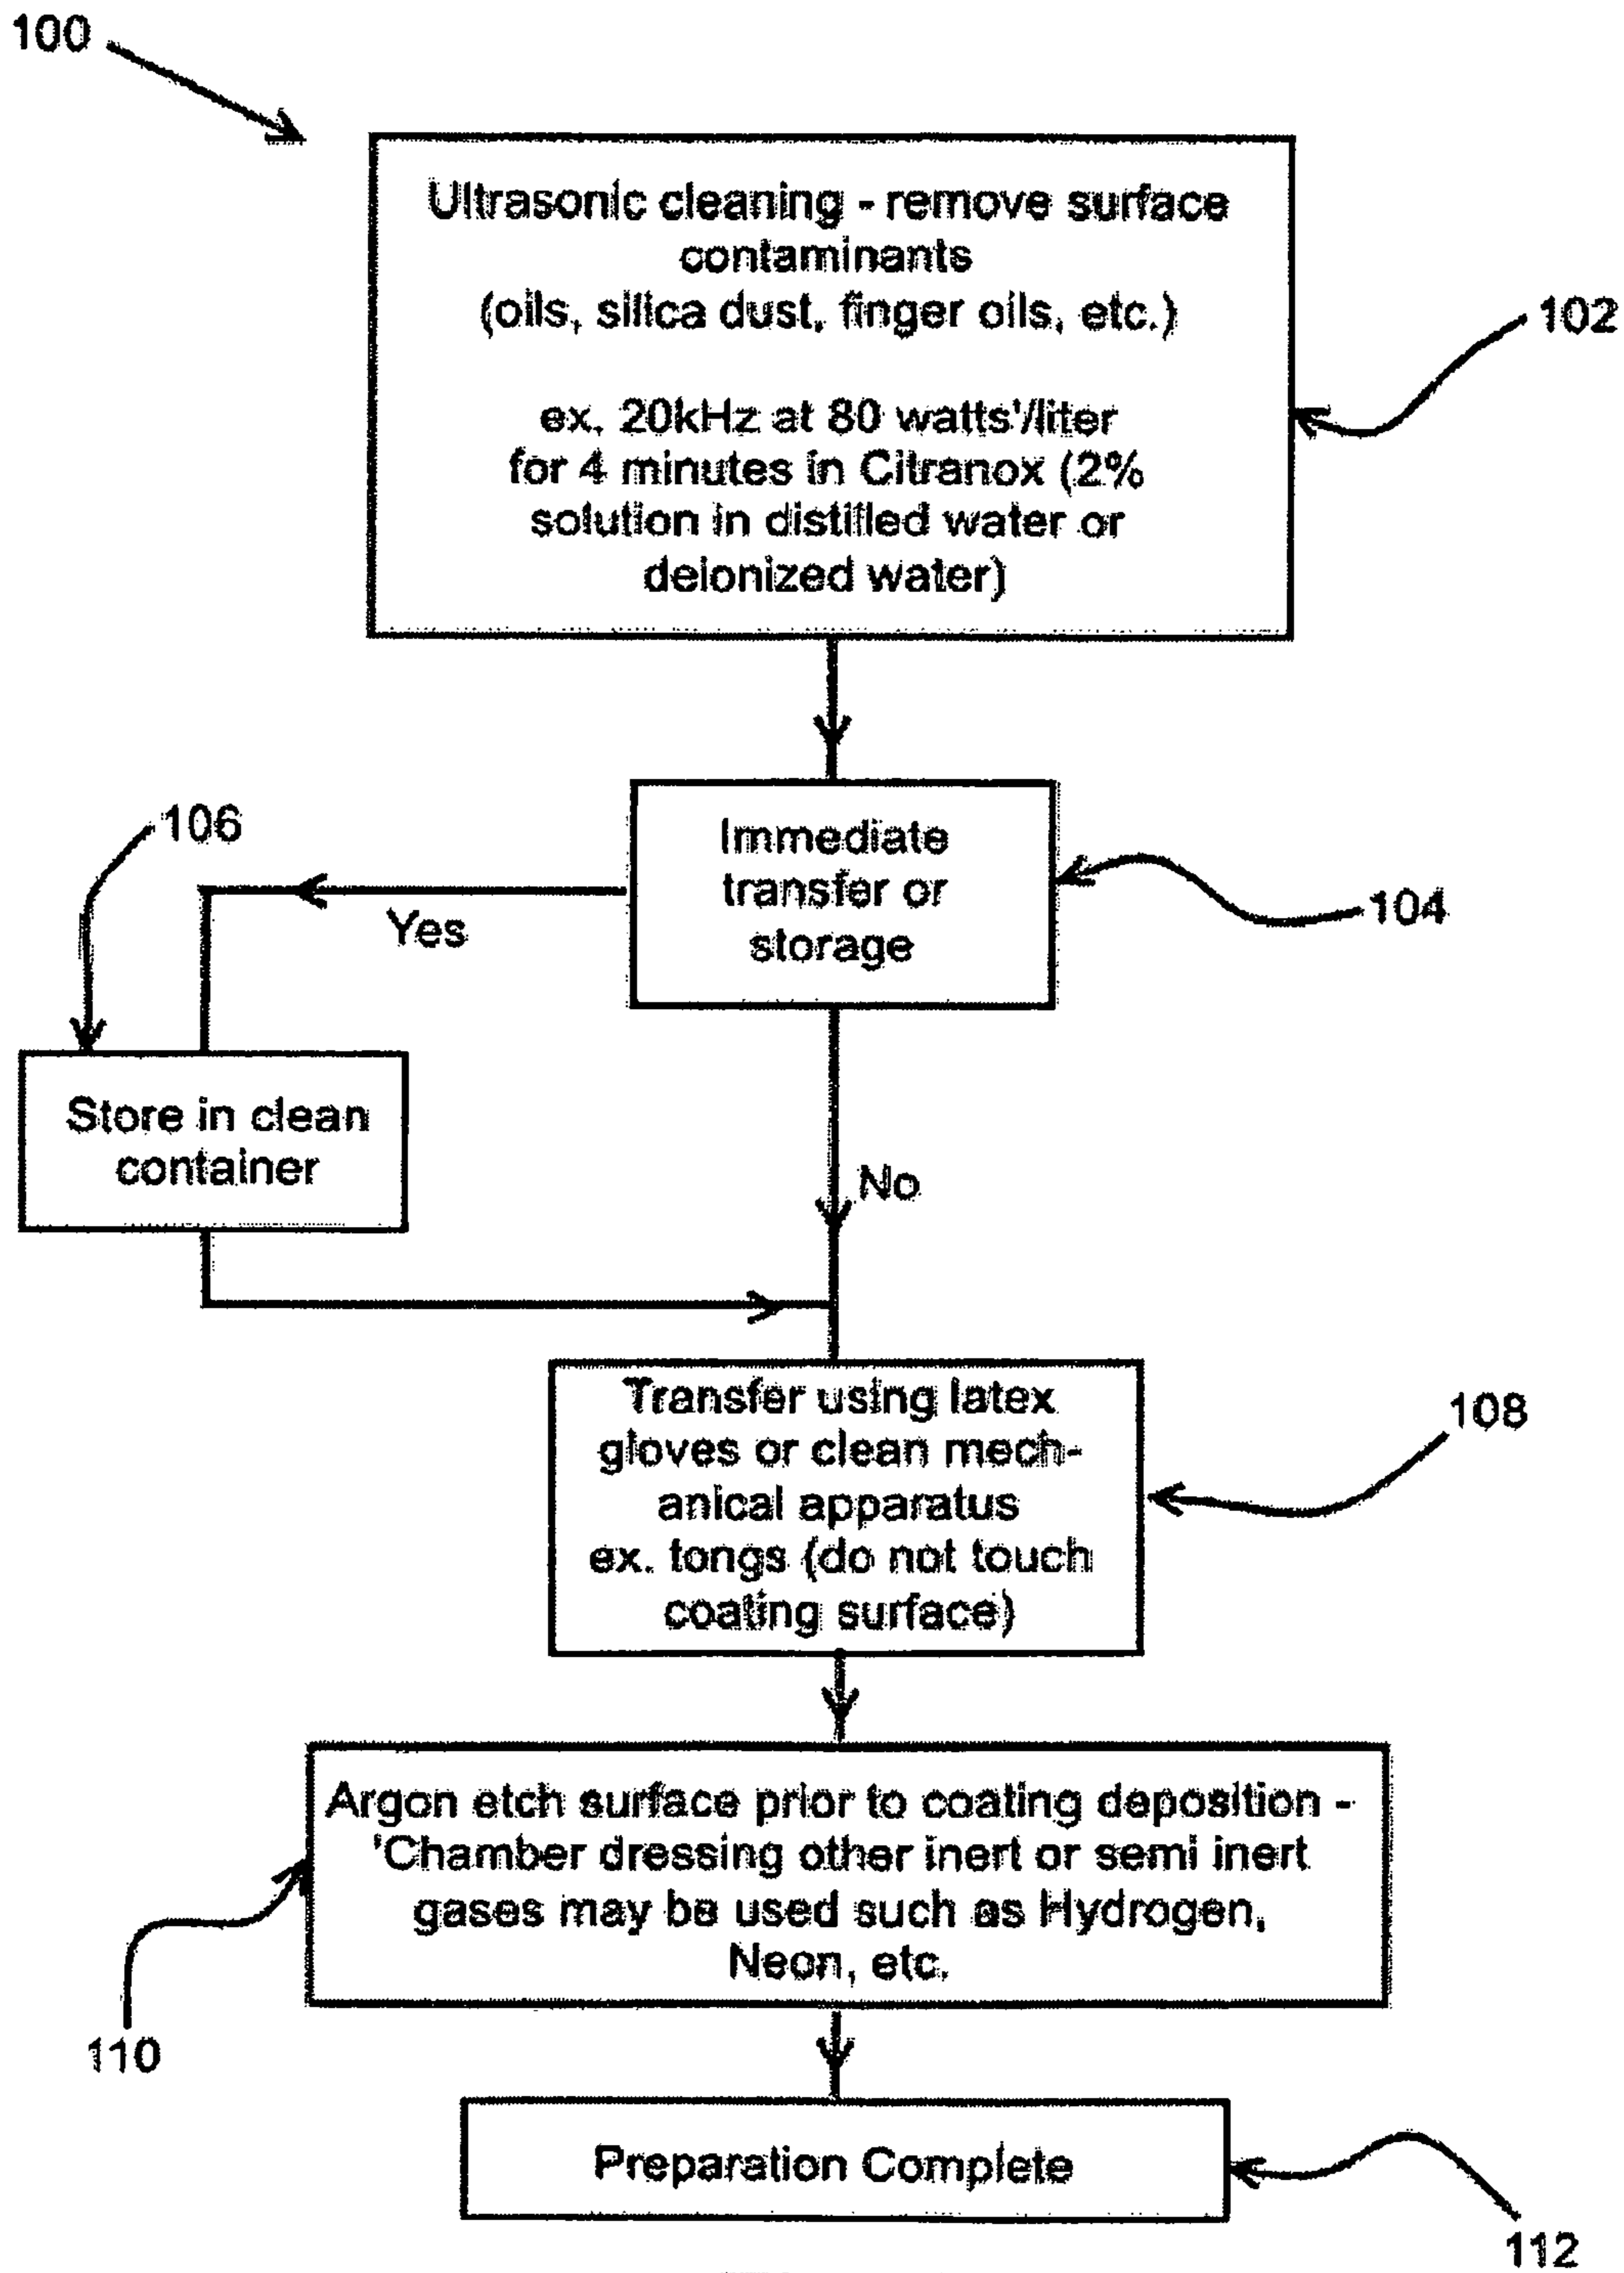 100
Ultrasonic cleaning - remove surface
contaminants
(oils, silica dust, finger oils, etc.)
102
ex. 20kHz at 80 watts'/liter
for 4 minutes in Citranox (2%
solution in distilled water or
deionized water)
106
Immediate
transfer or
storage
104
Yes
Store in clean
container
No
Transfer using latex
gloves or clean mech-
anical apparatus
ex. tongs (do not touch
coating surface)
108
Argon etch surface prior to coating deposition -
'Chamber dressing other inert or semi inert
gases may be used such as Hydrogen,
Neon, etc.
110
Preparation Complete
112